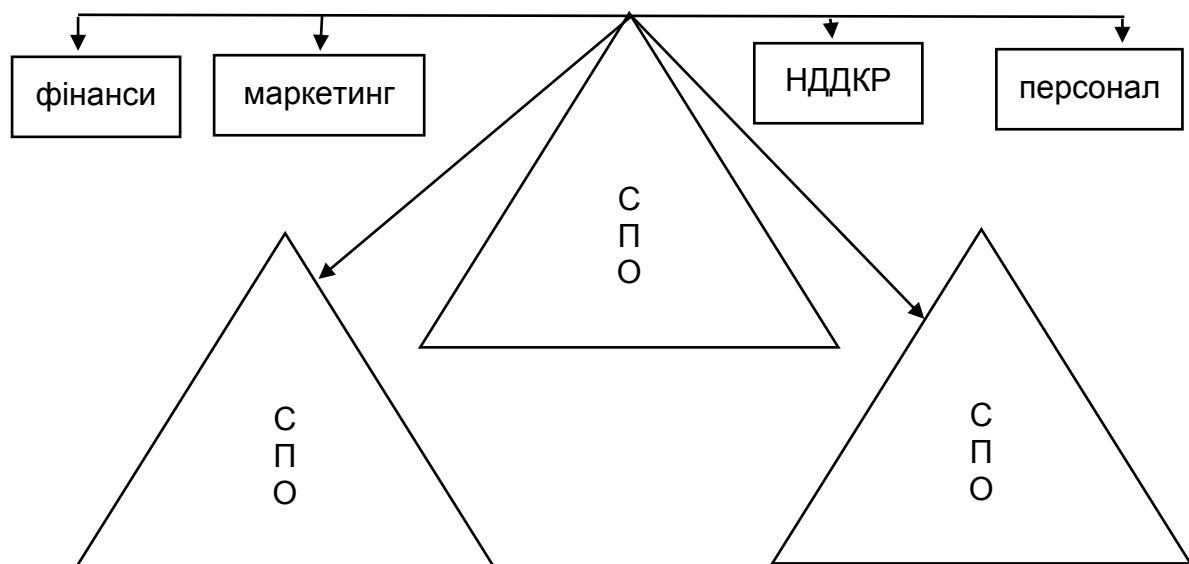 фінанси
маркетинг
НДДКР
персонал
С
П
О
С
П
О
С
П
О